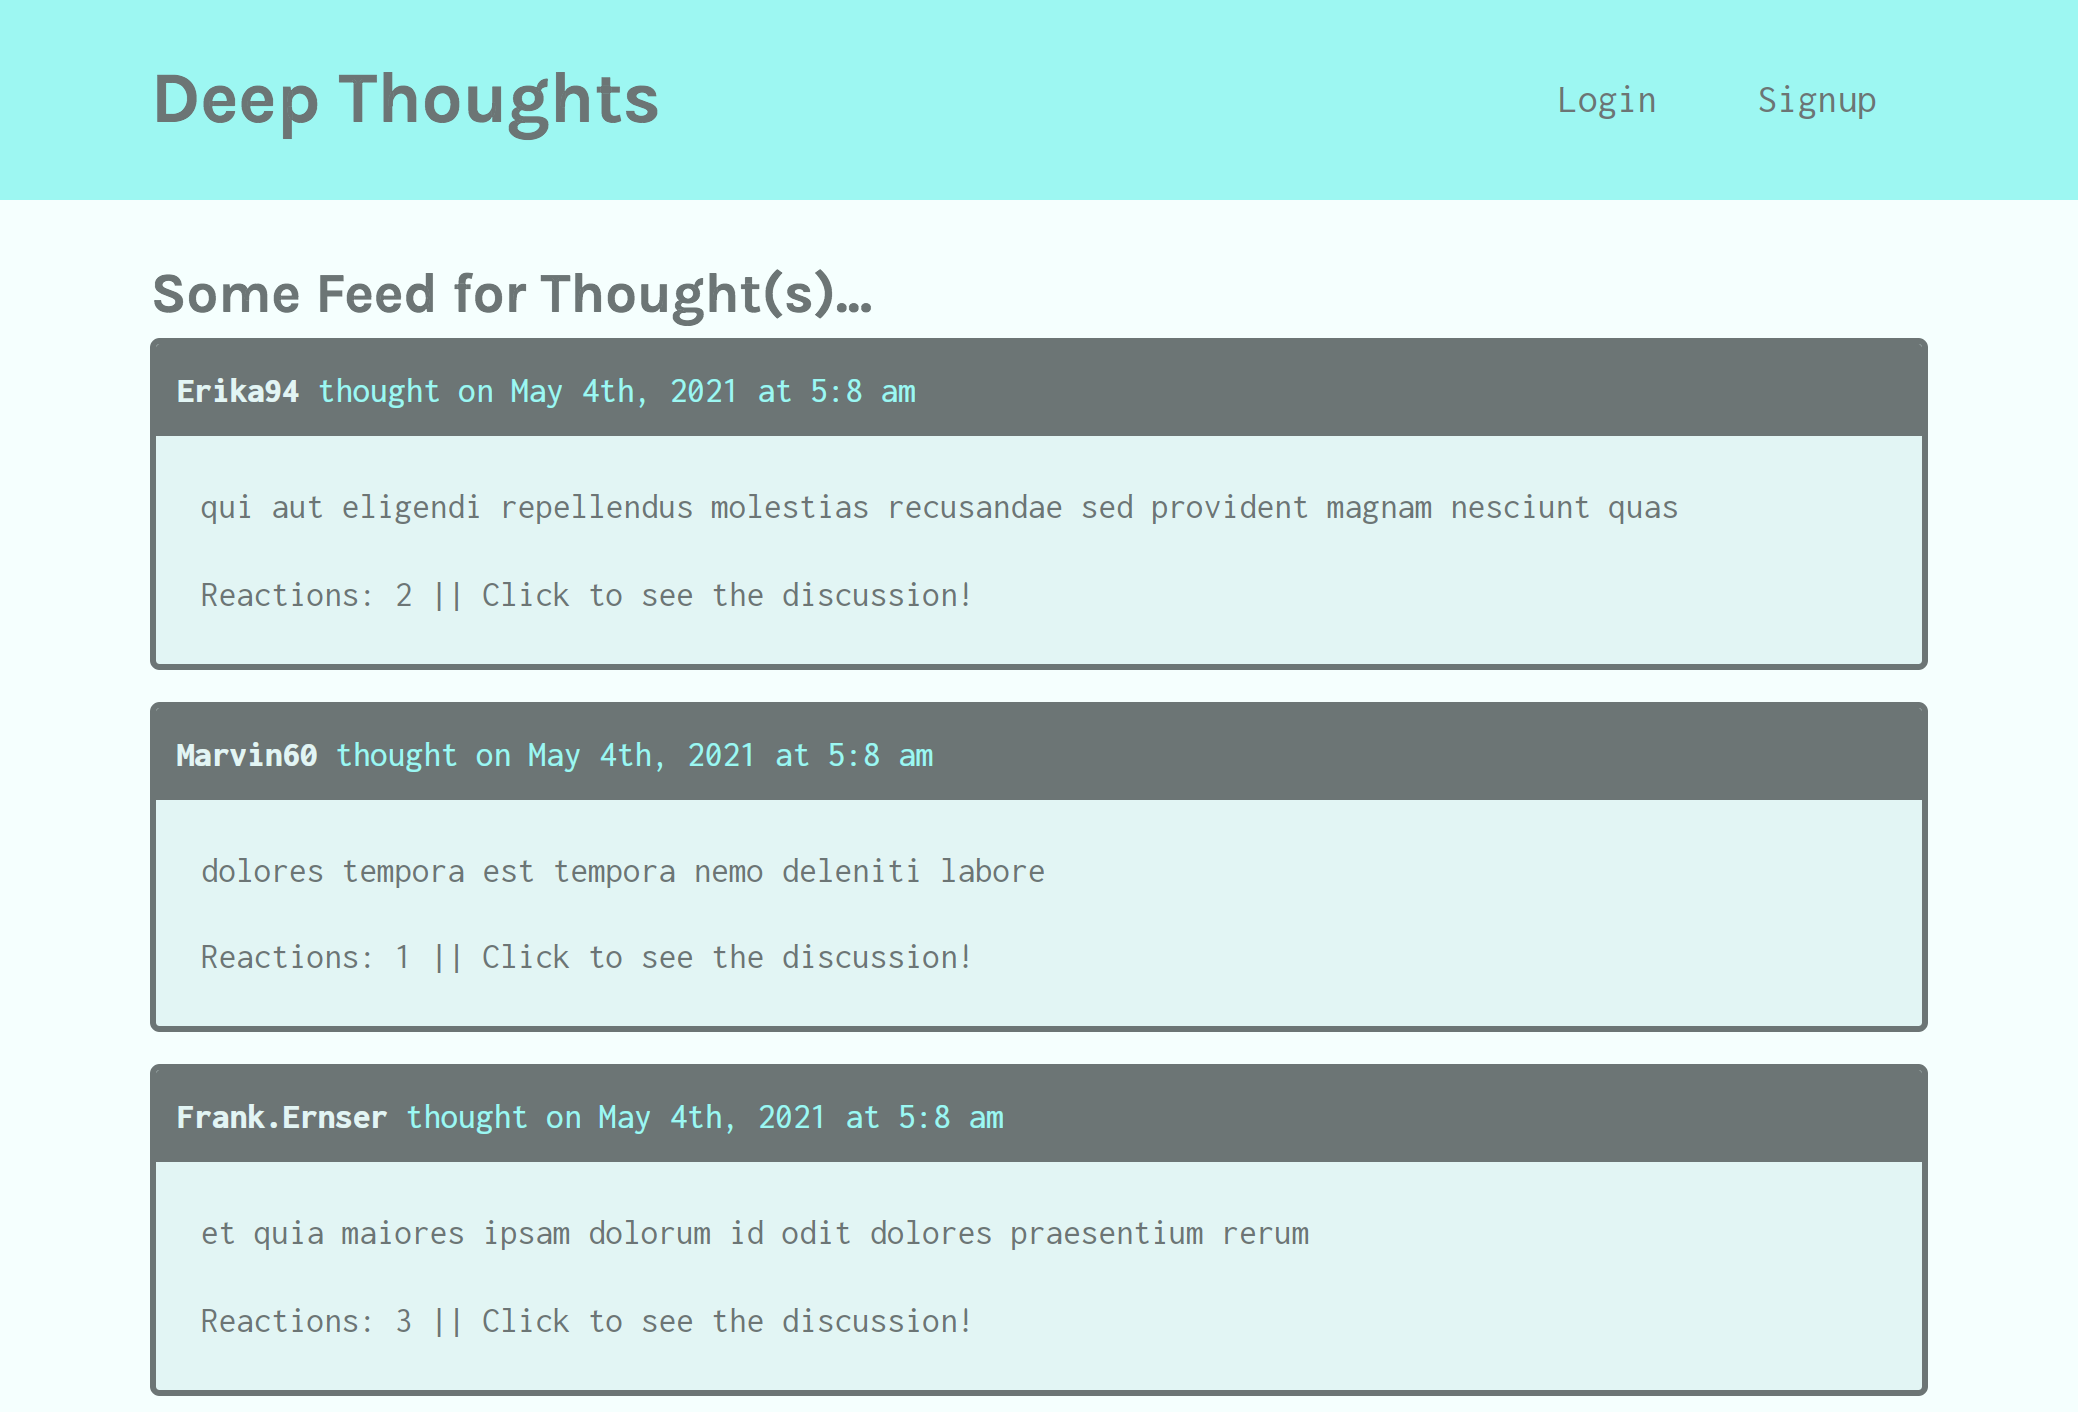 Deep Thoughts
Login
Signup
Some Feed for Thought(s)...
Erika94 thought on May 4th, 2021 at 5:8 am
qui aut eligendi repellendus molestias recusandae sed provident magnam nesciunt quas
Reactions: 2 || Click to see the discussion!
Marvin60 thought on May 4th, 2021 at 5:8 am
dolores tempora est tempora nemo deleniti labore
Reactions: 1 || Click to see the discussion!
Frank.Ernser thought on May 4th, 2021 at 5:8 am
et quia maiores ipsam dolorum id odit dolores praesentium rerum
Reactions: 3 || Click to see the discussion!